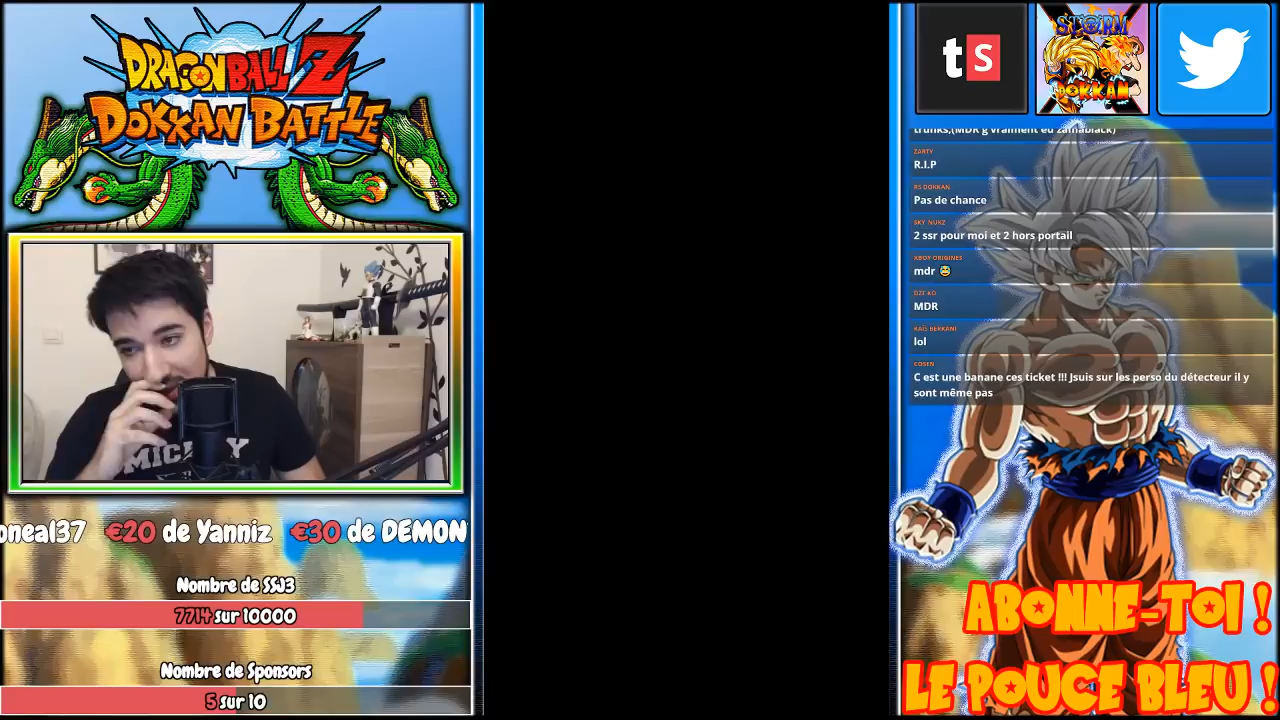 DRAGON BALL Z
DOKKAN BATTLE
MICKEY
oneal37 €20 de Yanniz €30 de DEMON
Nombre de SSJ3
7714 sur 10000
Nombre de Sponsors
5 sur 10
ts
STORM
DOKKAN
trunks,(MDR g vraiment eu zamablack)
ZARTY
R.I.P
RS DOKKAN
Pas de chance
SKY NUKZ
2 ssr pour moi et 2 hors portail
XBOY ORIGINES
mdr 😅
DZE KO
MDR
KAÏS BERKANI
lol
COSEN
C est une banane ces ticket !!! Jsuis sur les perso du détecteur il y
sont même pas
ABONNE-TOI !
LE POUCE BLEU !